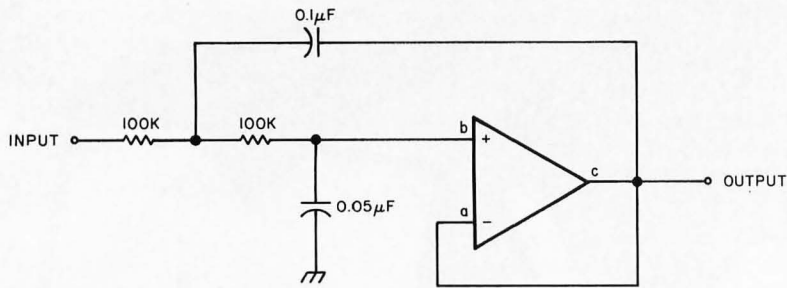 0.1µF
100K
100K
INPUT
b
+
c
OUTPUT
a
−
0.05µF